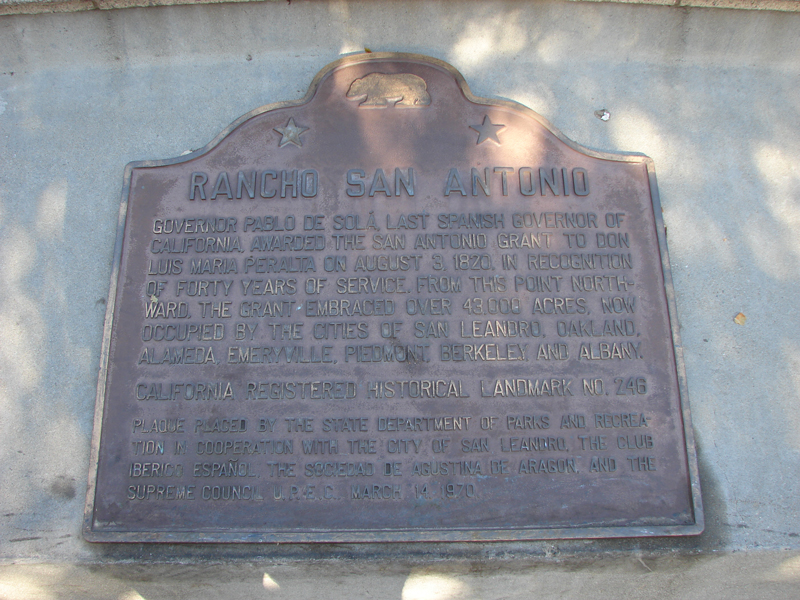 RANCHO SAN ANTONIO
GOVERNOR PABLO DE SOLÁ, LAST SPANISH GOVERNOR OF
CALIFORNIA, AWARDED THE SAN ANTONIO GRANT TO DON
LUIS MARIA PERALTA ON AUGUST 3, 1820, IN RECOGNITION
OF FORTY YEARS OF SERVICE. FROM THIS POINT NORTH-
WARD, THE GRANT EMBRACED OVER 43,000 ACRES, NOW
OCCUPIED BY THE CITIES OF SAN LEANDRO, OAKLAND,
ALAMEDA, EMERYVILLE, PIEDMONT, BERKELEY, AND ALBANY.
CALIFORNIA REGISTERED HISTORICAL LANDMARK NO. 246
PLAQUE PLACED BY THE STATE DEPARTMENT OF PARKS AND RECREA-
TION IN COOPERATION WITH THE CITY OF SAN LEANDRO, THE CLUB
IBERICO ESPAÑOL, THE SOCIEDAD DE AGUSTINA DE ARAGON, AND THE
SUPREME COUNCIL U.P.E.C., MARCH 14, 1970.